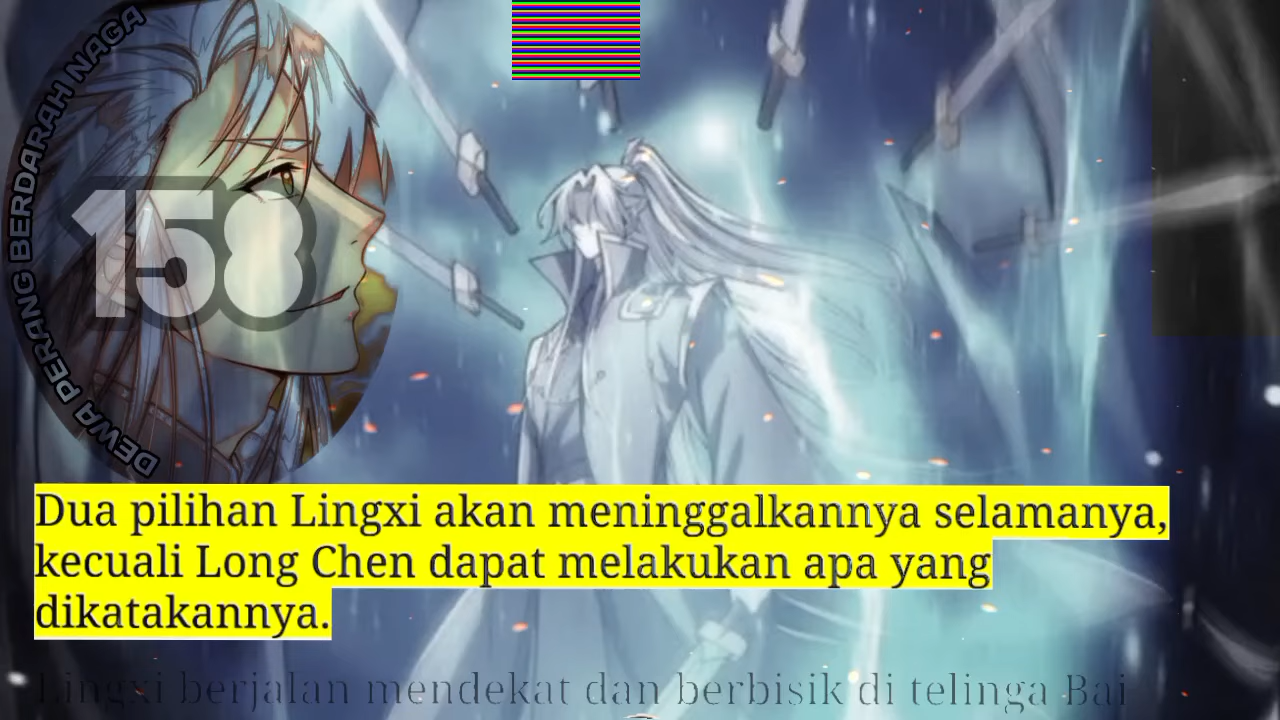 DEWA PERANG BERDARAH NAGA
158
Dua pilihan Lingxi akan meninggalkannya selamanya,
kecuali Long Chen dapat melakukan apa yang
dikatakannya.
Lingxi berjalan mendekat dan berbisik di telinga Bai